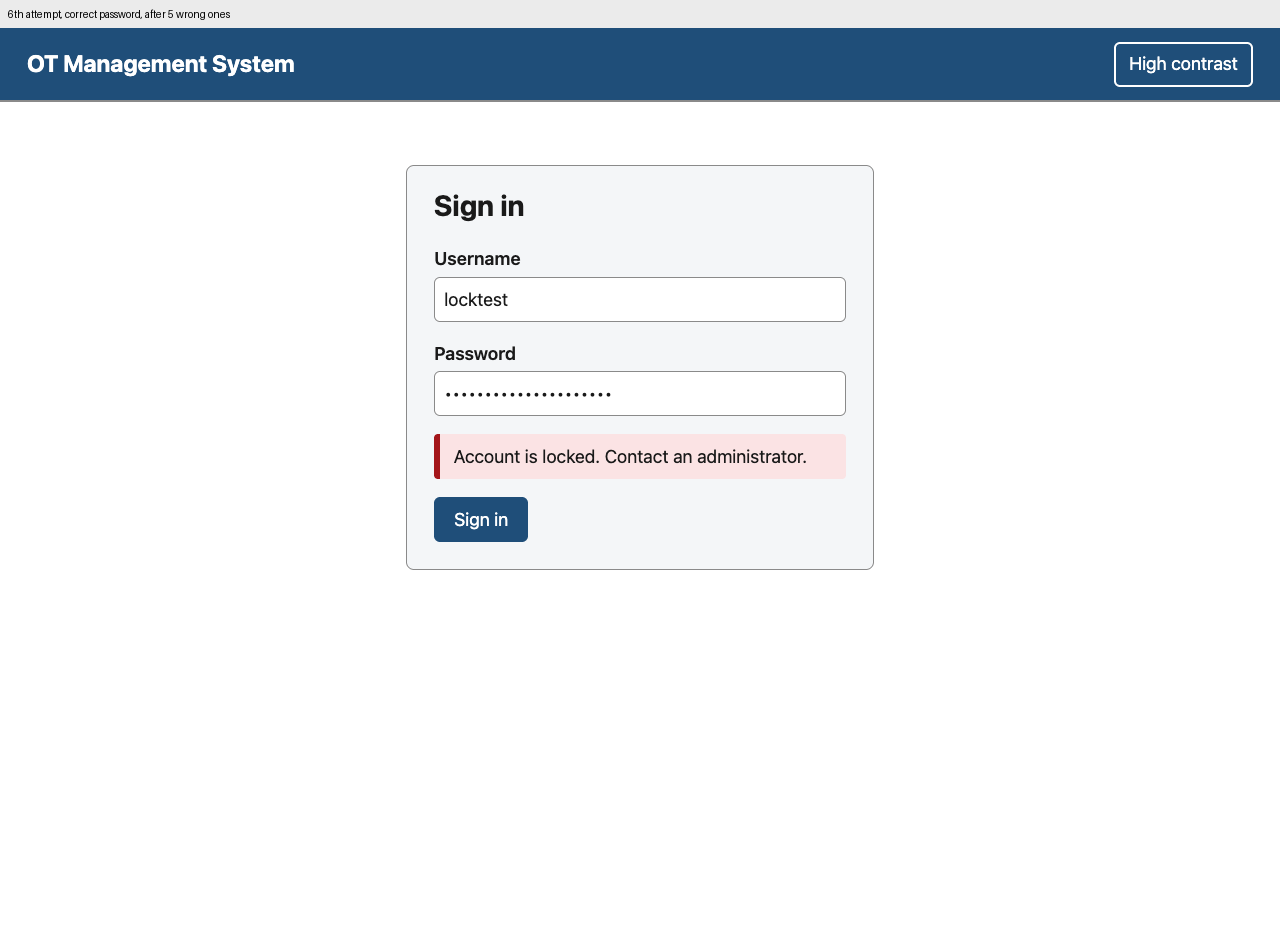 6th attempt, correct password, after 5 wrong ones
OT Management System
High contrast
Sign in
Username
locktest
Password
•••••••••••••••••••••
Account is locked. Contact an administrator.
Sign in